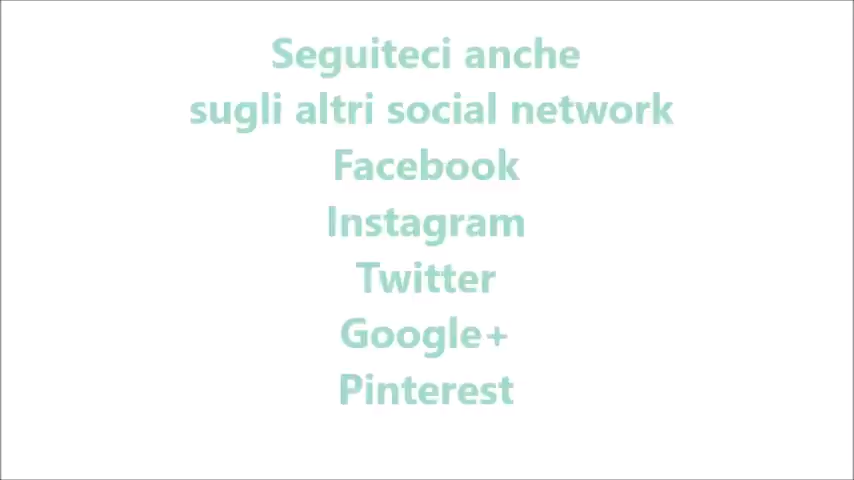 Seguiteci anche
sugli altri social network
Facebook
Instagram
Twitter
Google+
Pinterest